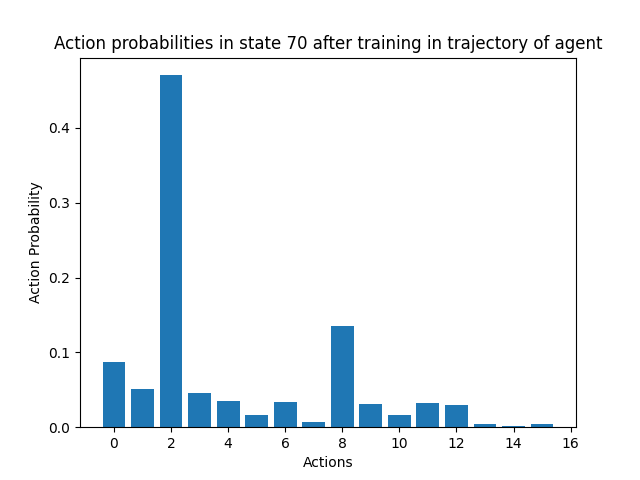 Action probabilities in state 70 after training in trajectory of agent
0.4
0.3
0.2
0.1
0.0
Action Probability
0 2 4 6 8 10 12 14 16
Actions